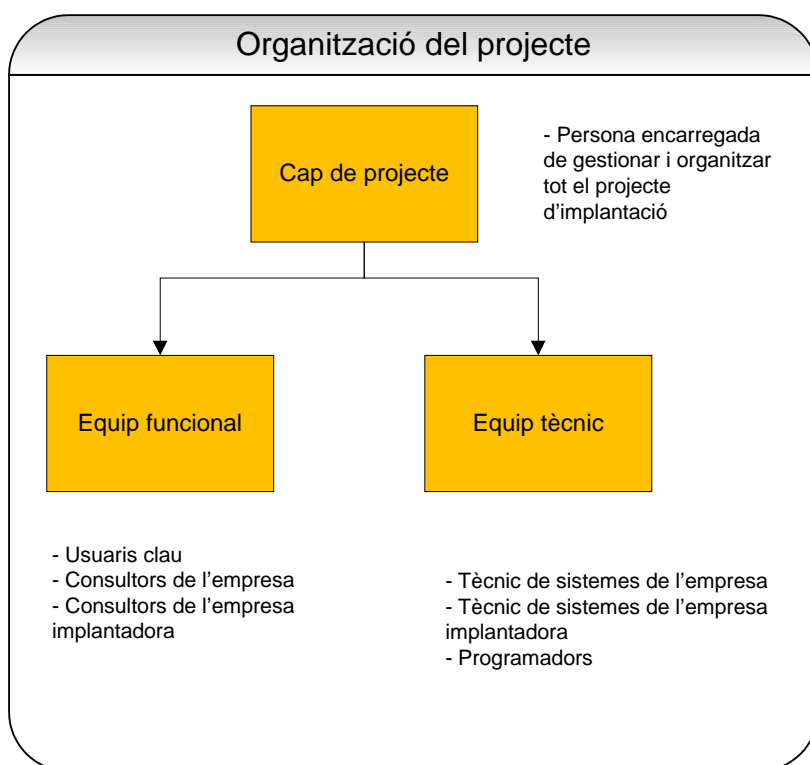 Organització del projecte
Cap de projecte
- Persona encarregada
de gestionar i organitzar
tot el projecte
d’implantació
Equip funcional
Equip tècnic
- Usuaris clau
- Consultors de l’empresa
- Consultors de l’empresa
implantadora
- Tècnic de sistemes de l’empresa
- Tècnic de sistemes de l’empresa
implantadora
- Programadors